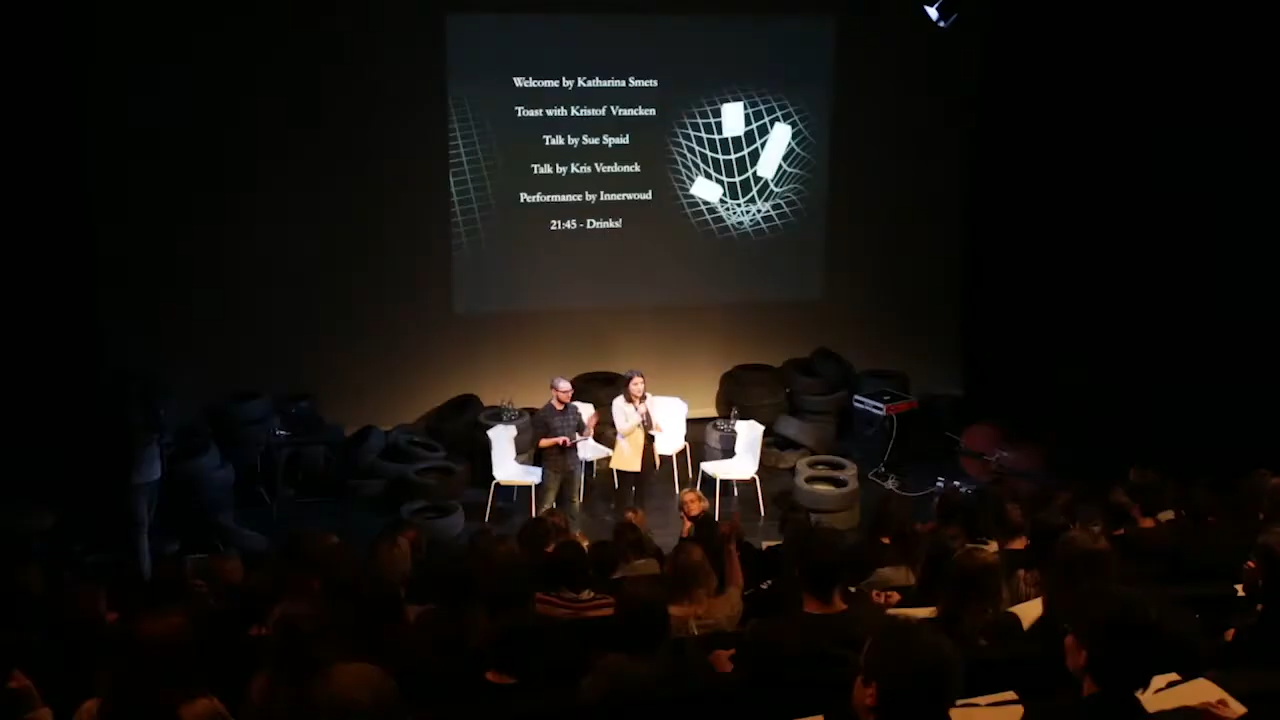 Welcome by Katharina Smets
Toast with Kristof Vrancken
Talk by Sue Spaid
Talk by Kris Verdonck
Performance by Innerwoud
21:45 - Drinks!